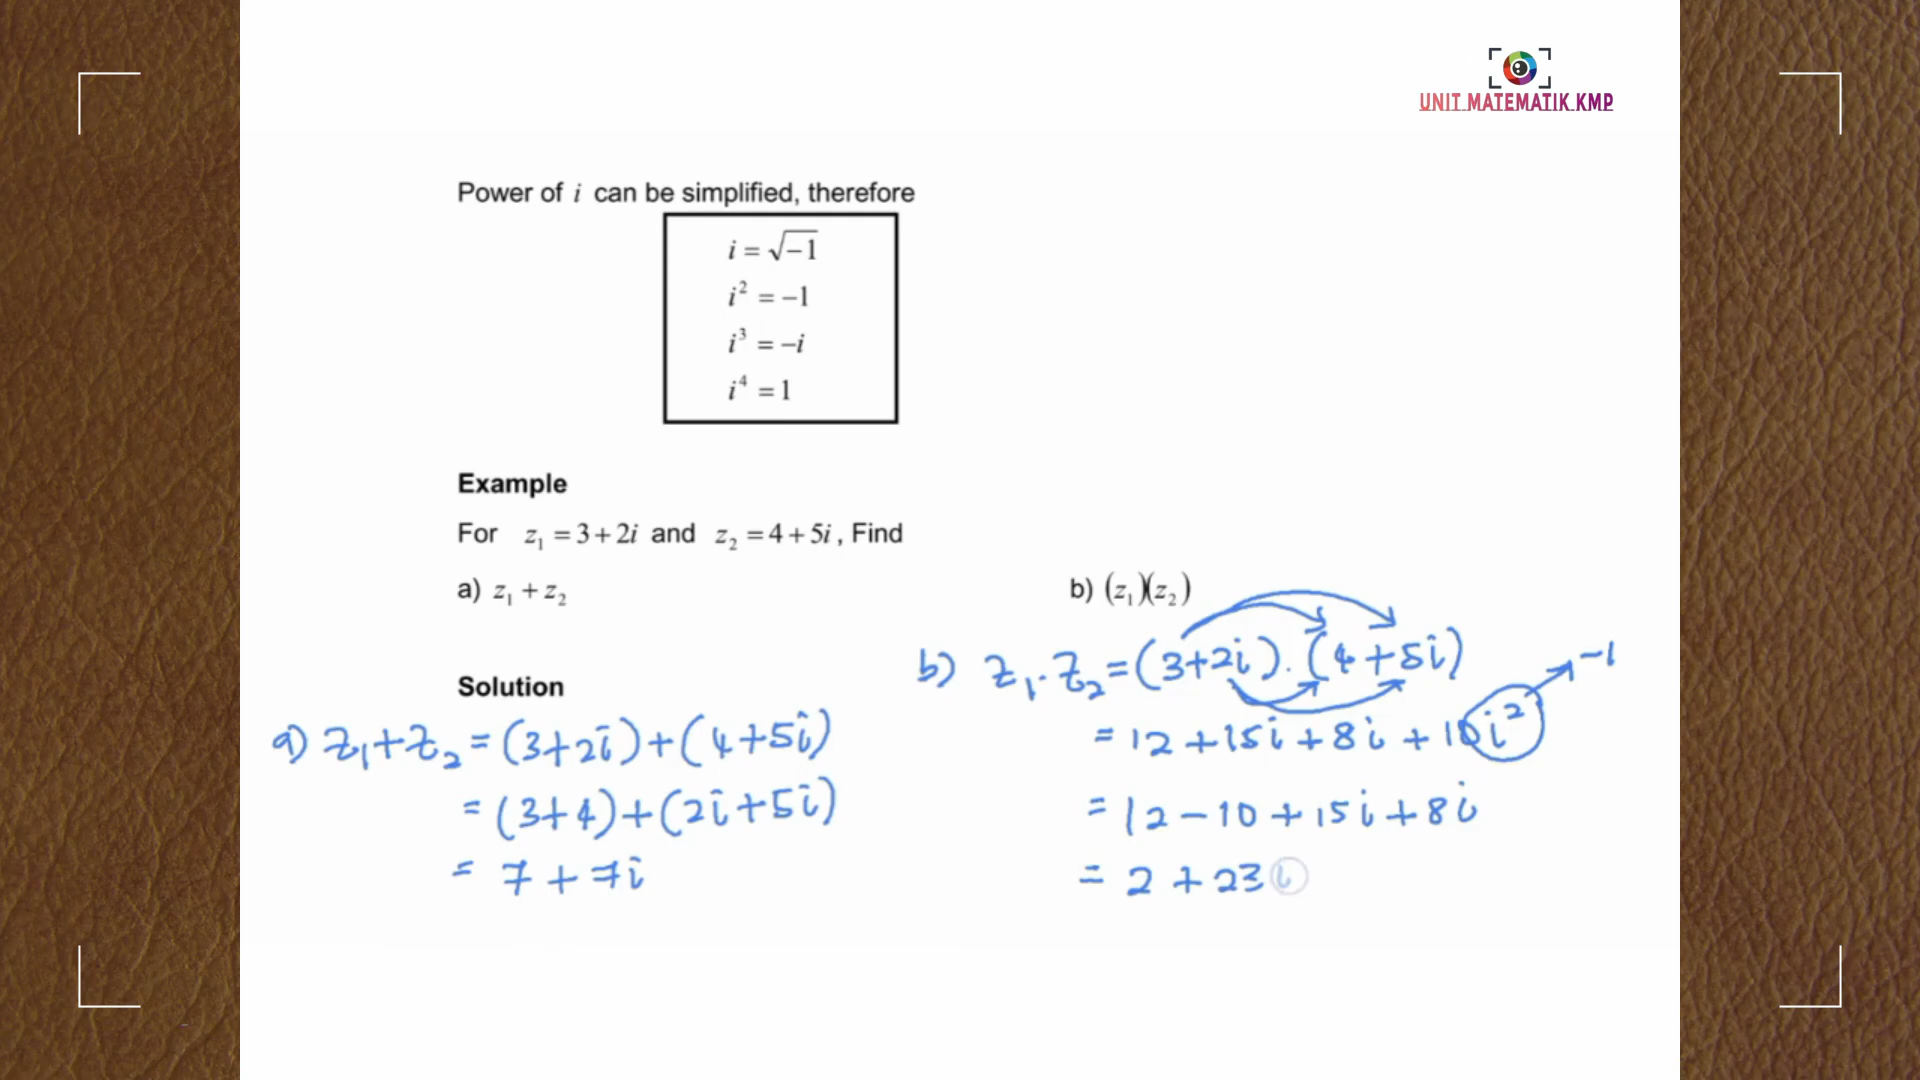 UNIT MATEMATIK KMP
Power of i can be simplified, therefore
i = √−1
i² = −1
i³ = −i
i⁴ = 1
Example
For z₁ = 3 + 2i and z₂ = 4 + 5i, Find
a) z₁ + z₂
b) (z₁)(z₂)
Solution
a) z₁ + z₂ = (3+2i) + (4+5i)
= (3+4) + (2i+5i)
= 7 + 7i
b) z₁ · z₂ = (3+2i) · (4+5i)
−1
= 12 + 15i + 8i + 10i²
= 12 − 10 + 15i + 8i
= 2 + 23i